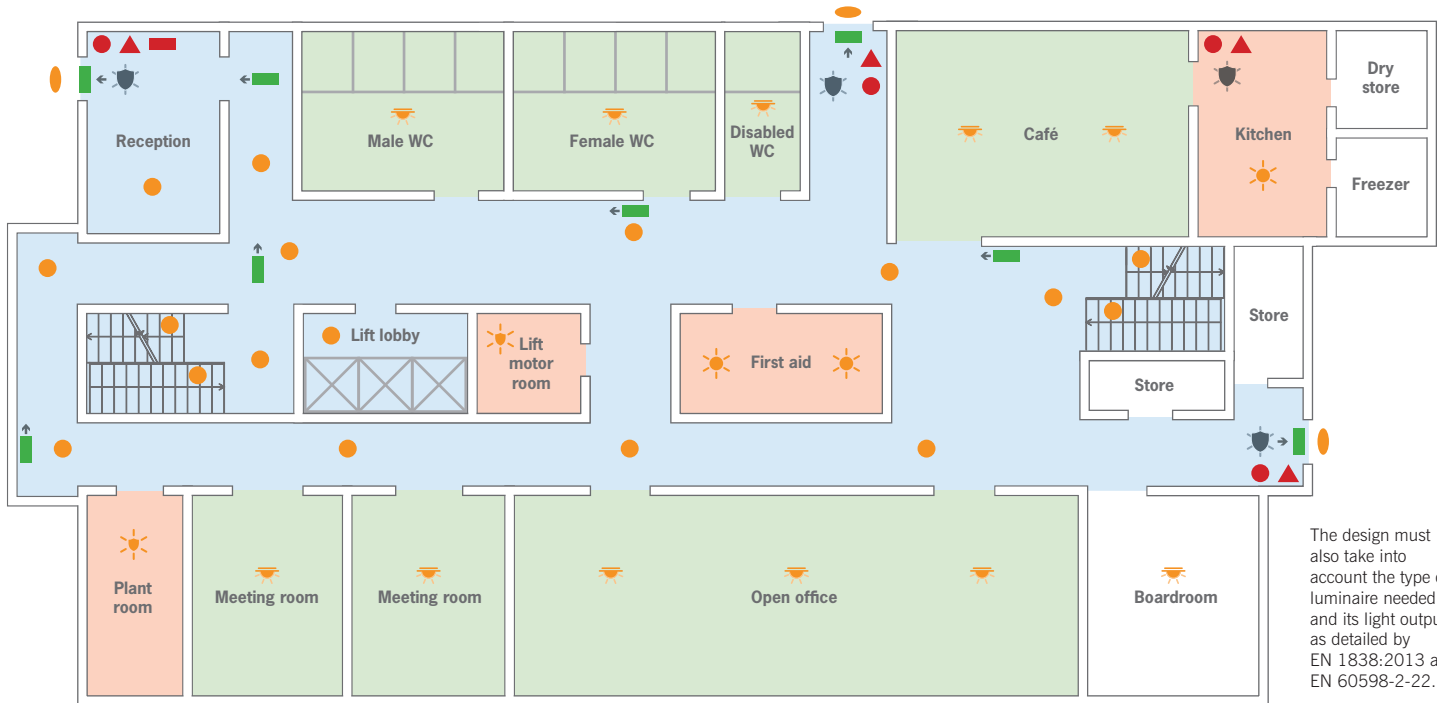 Reception
Male WC
Female WC
Disabled
WC
Café
Kitchen
Dry
store
Freezer
Lift lobby
Lift
motor
room
First aid
Store
Store
Plant
room
Meeting room
Meeting room
Open office
Boardroom
The design must
also take into
account the type
luminaire needed
and its light
as detailed by
EN 1838:2013
EN 60598-2-22.